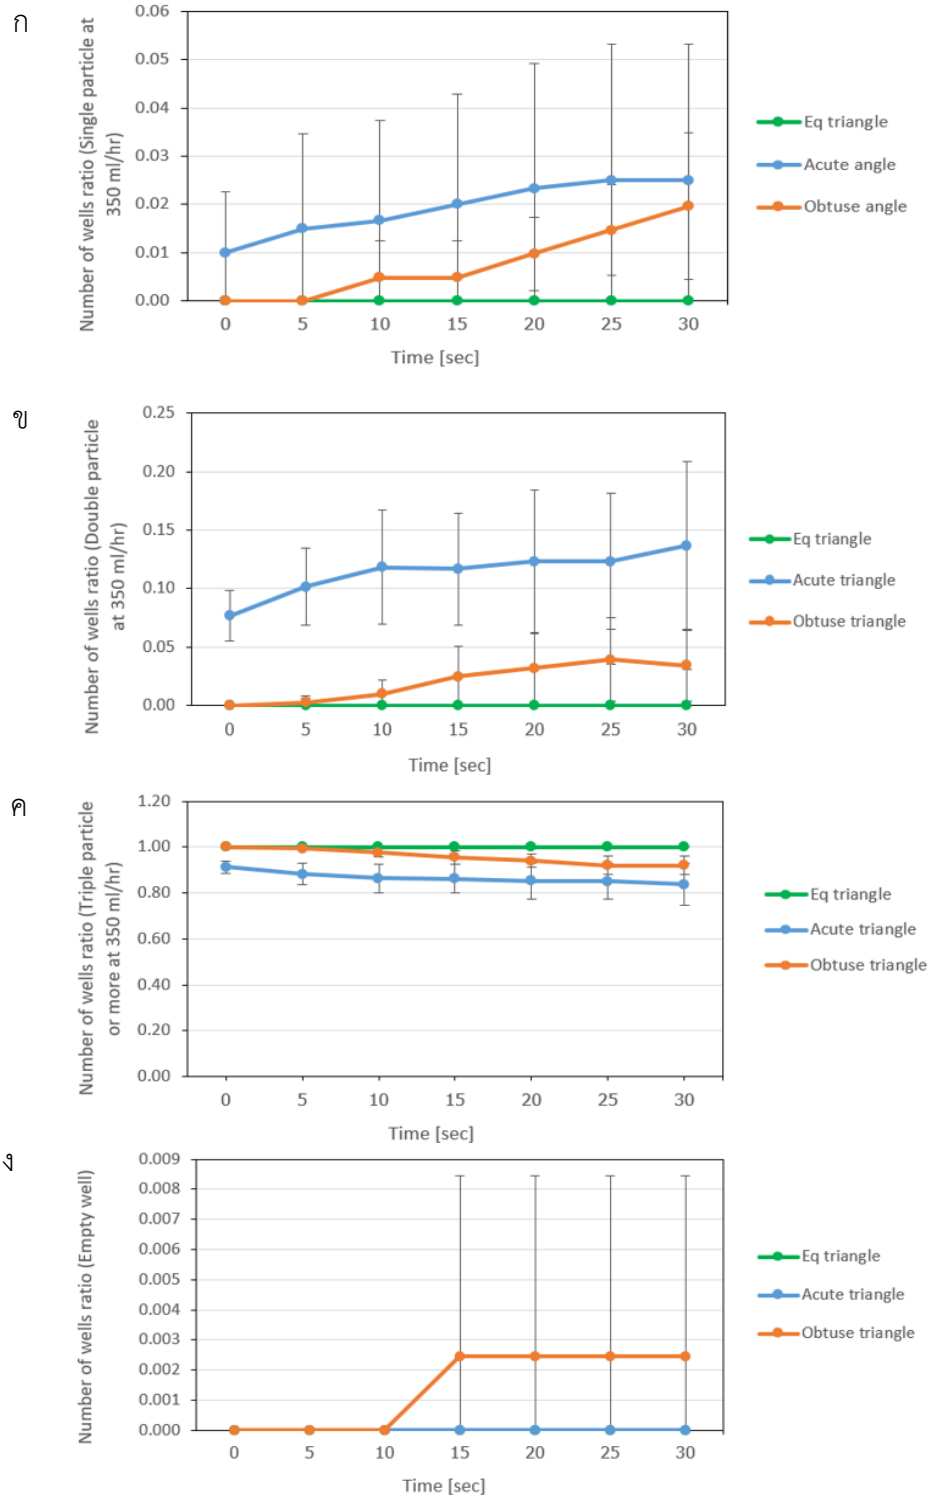 ก
Number of wells ratio (Single particle at
350 ml/hr)
0.06
0.05
0.04
0.03
0.02
0.01
0.00
0 5 10 15 20 25 30
Time [sec]
Eq triangle
Acute angle
Obtuse angle
ข
Number of wells ratio (Double particle
at 350 ml/hr)
0.25
0.20
0.15
0.10
0.05
0.00
0 5 10 15 20 25 30
Time [sec]
Eq triangle
Acute triangle
Obtuse triangle
ค
Number of wells ratio (Triple particle
or more at 350 ml/hr)
1.20
1.00
0.80
0.60
0.40
0.20
0.00
0 5 10 15 20 25 30
Time [sec]
Eq triangle
Acute triangle
Obtuse triangle
ง
Number of wells ratio (Empty well)
0.009
0.008
0.007
0.006
0.005
0.004
0.003
0.002
0.001
0.000
0 5 10 15 20 25 30
Time [sec]
Eq triangle
Acute triangle
Obtuse triangle